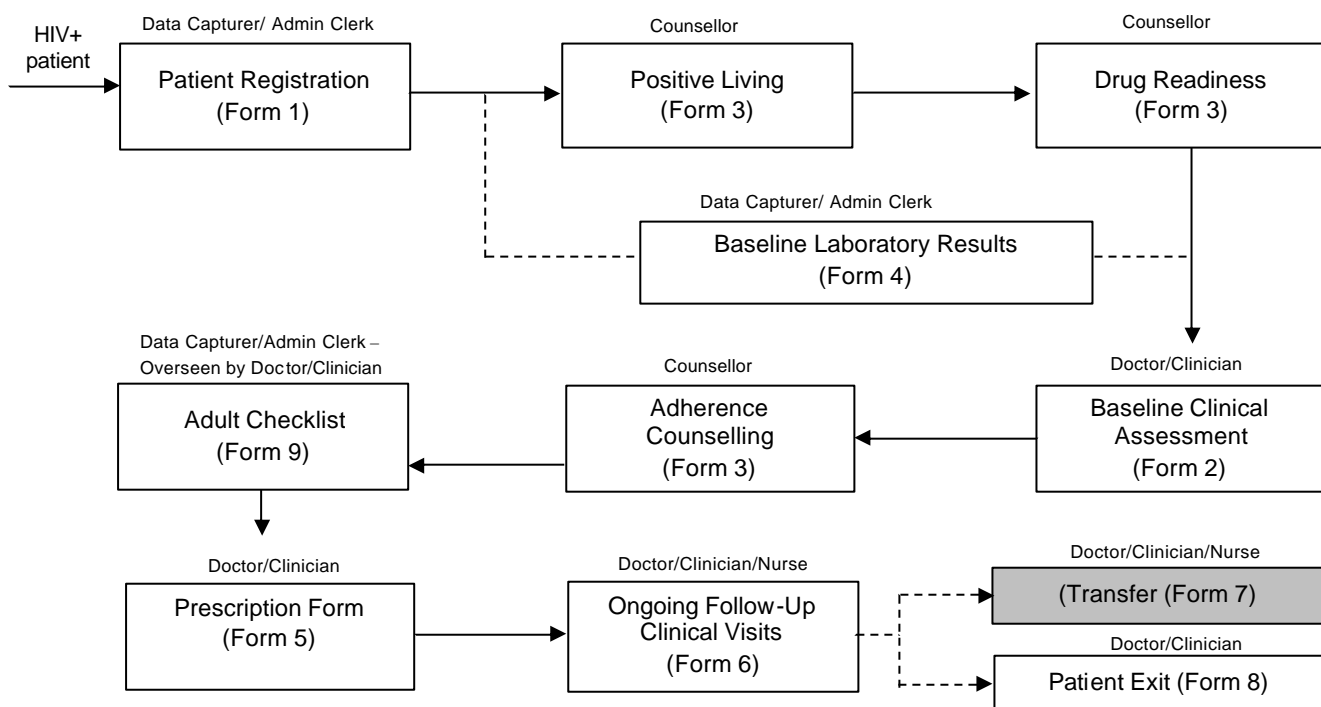 HIV+
patient
Data Capturer/ Admin Clerk
Patient Registration
(Form 1)
Counsellor
Positive Living
(Form 3)
Counsellor
Drug Readiness
(Form 3)
Data Capturer/ Admin Clerk
Baseline Laboratory Results
(Form 4)
Data Capturer/Admin Clerk –
Overseen by Doctor/Clinician
Adult Checklist
(Form 9)
Counsellor
Adherence
Counselling
(Form 3)
Doctor/Clinician
Baseline Clinical
Assessment
(Form 2)
Doctor/Clinician
Prescription Form
(Form 5)
Doctor/Clinician/Nurse
Ongoing Follow-Up
Clinical Visits
(Form 6)
Doctor/Clinician/Nurse
(Transfer (Form 7)
Doctor/Clinician
Patient Exit (Form 8)